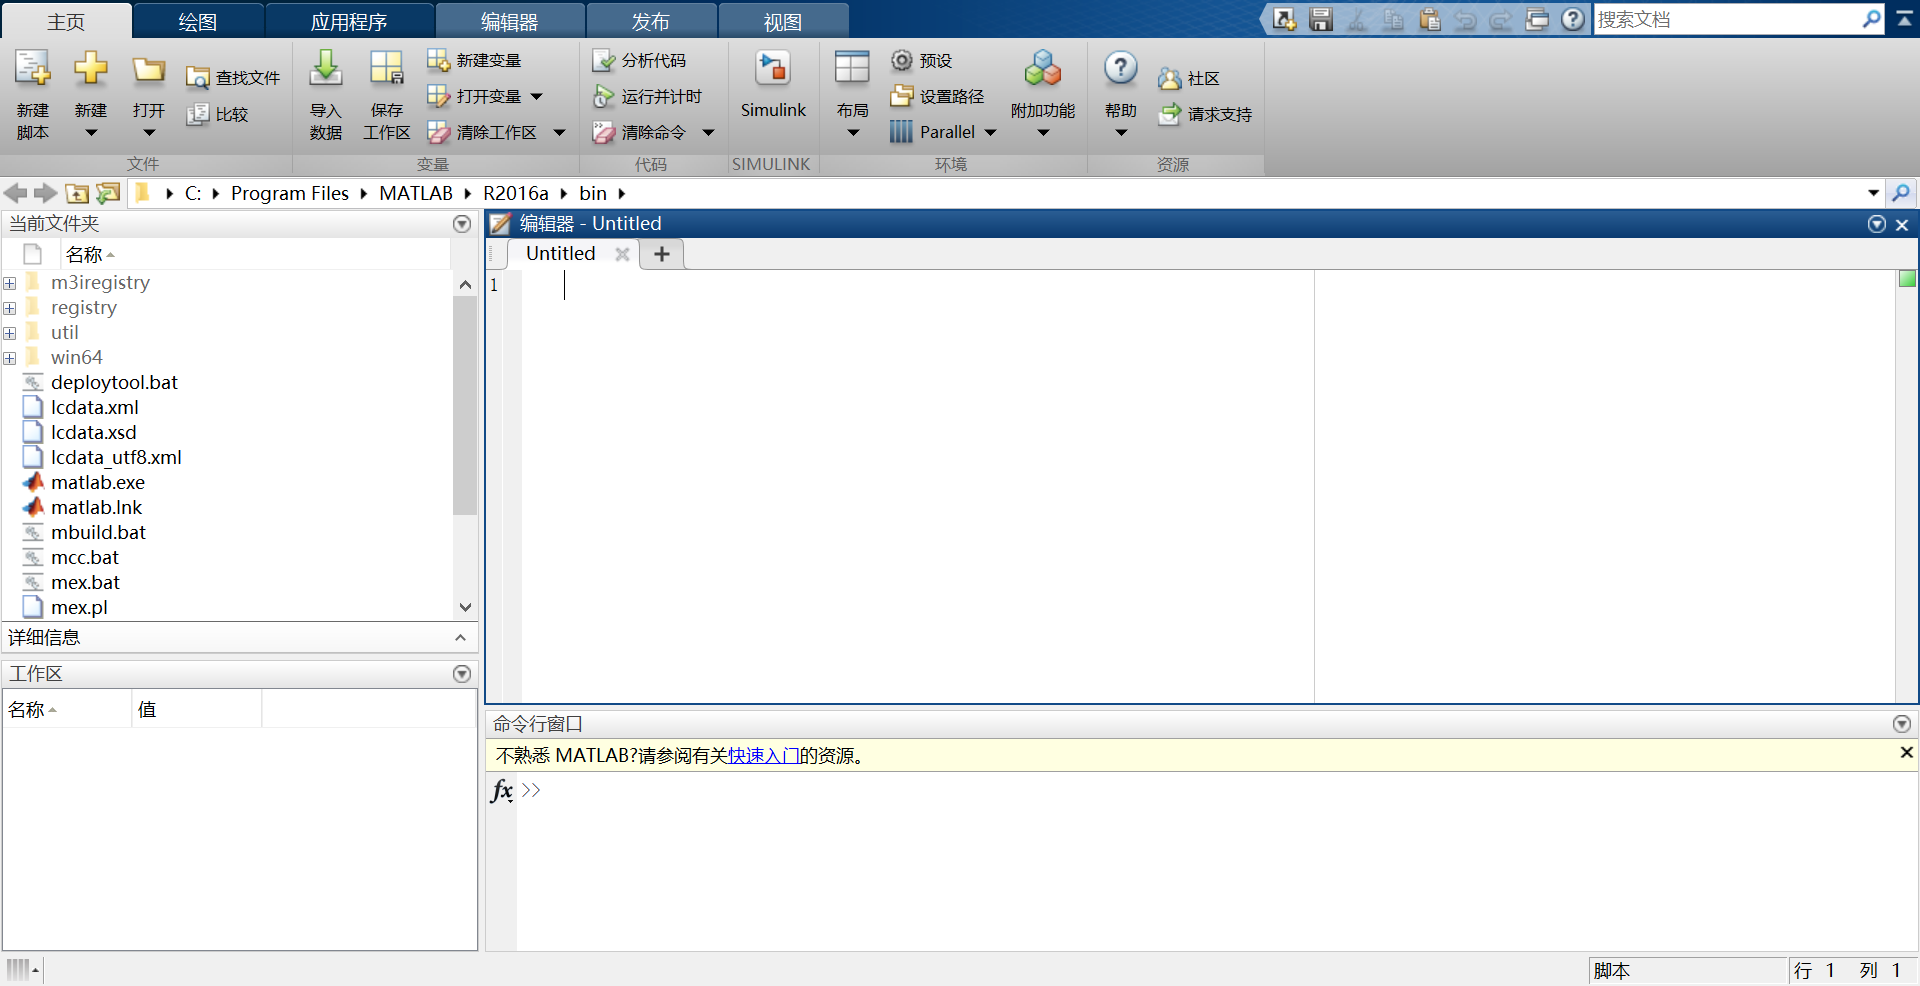 主页 绘图 应用程序 编辑器 发布 视图 搜索文档
新建脚本 新建 打开 查找文件 比较 导入数据 保存工作区 新建变量 打开变量 清除工作区 分析代码 运行并计时 清除命令 Simulink 布局 预设 设置路径 Parallel 附加功能 帮助 社区 请求支持
文件 变量 代码 SIMULINK 环境 资源
C: Program Files MATLAB R2016a bin
当前文件夹
名称
m3iregistry
registry
util
win64
deploytool.bat
lcdata.xml
lcdata.xsd
lcdata_utf8.xml
matlab.exe
matlab.lnk
mbuild.bat
mcc.bat
mex.bat
mex.pl
详细信息
工作区
名称 值
编辑器 - Untitled
Untitled
1
命令行窗口
不熟悉 MATLAB?请参阅有关快速入门的资源。
fx >>
脚本 行 1 列 1